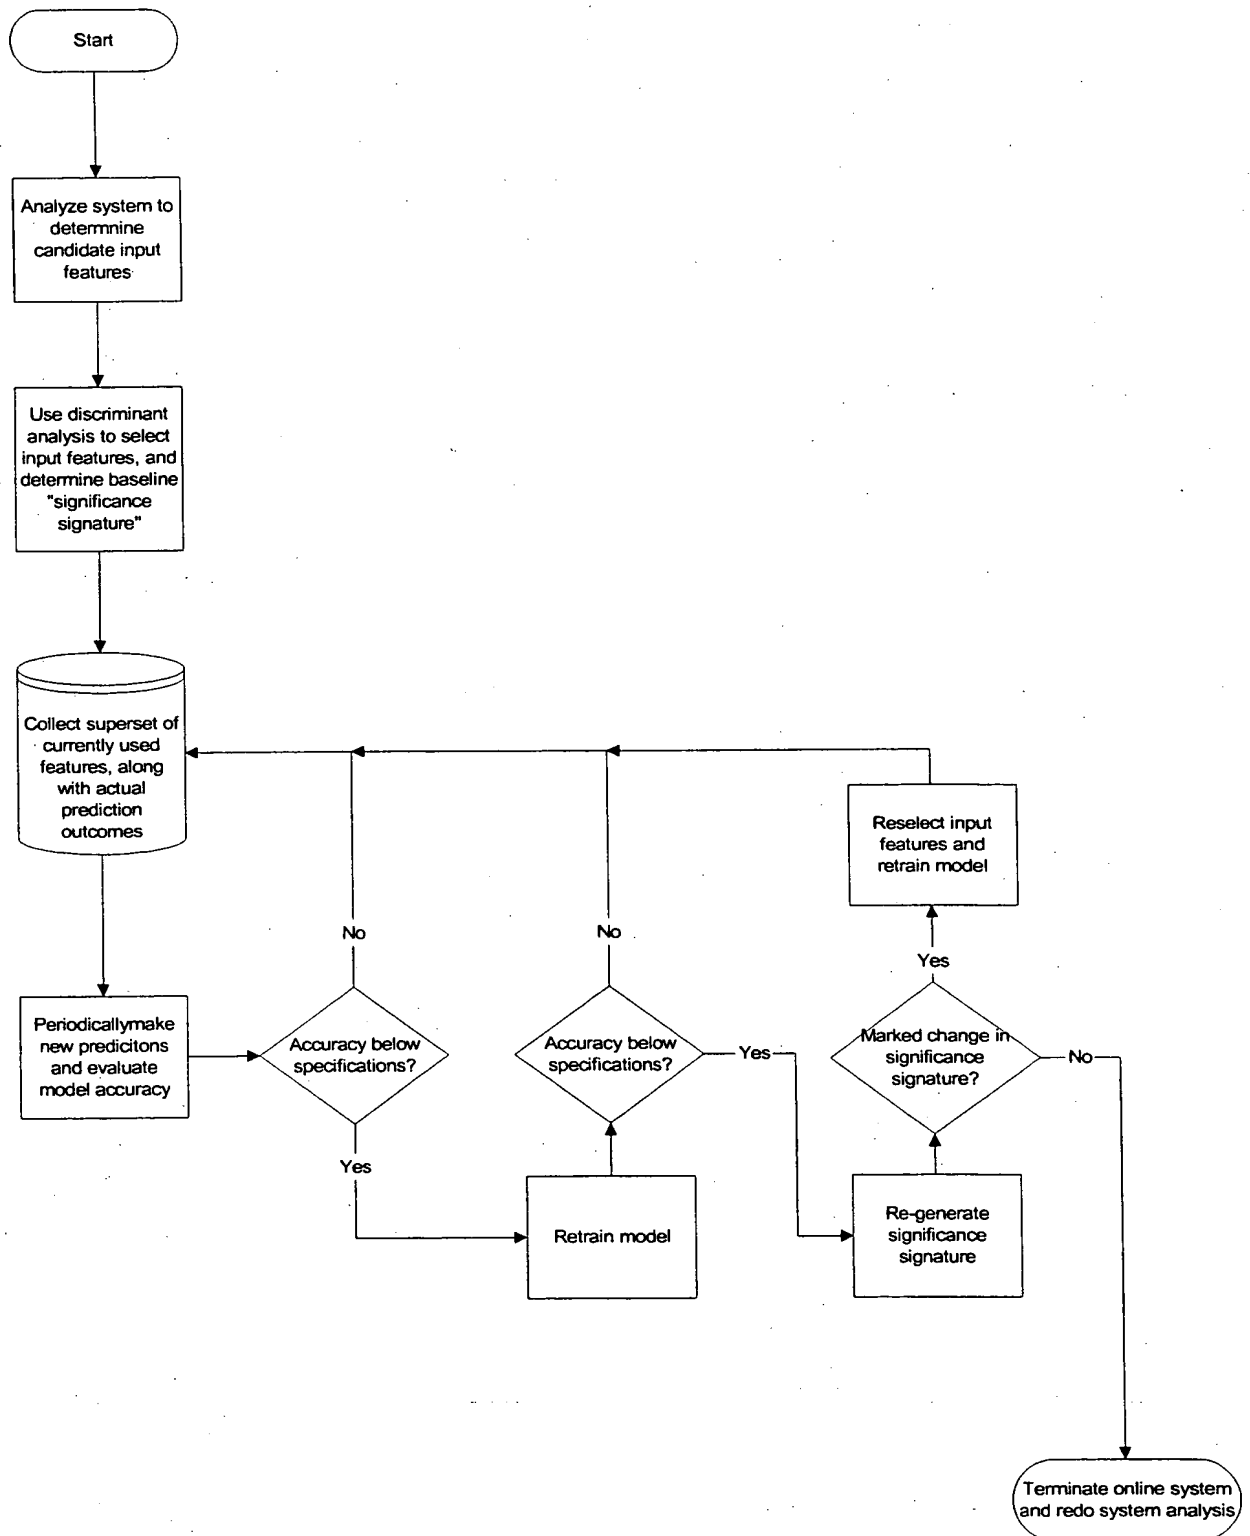 Start
Analyze system to
determnine
candidate input
features
Use discriminant
analysis to select
input features, and
determine baseline
"significance
signature"
Collect superset of
currently used
features, along
with actual
prediction
outcomes
Reselect input
features and
retrain model
No
No
Yes
Periodicallymake
new predicitons
and evaluate
model accuracy
Accuracy below
specifications?
Accuracy below
specifications?
Yes
Marked change in
significance
signature?
No
Yes
Retrain model
Re-generate
significance
signature
Terminate online system
and redo system analysis